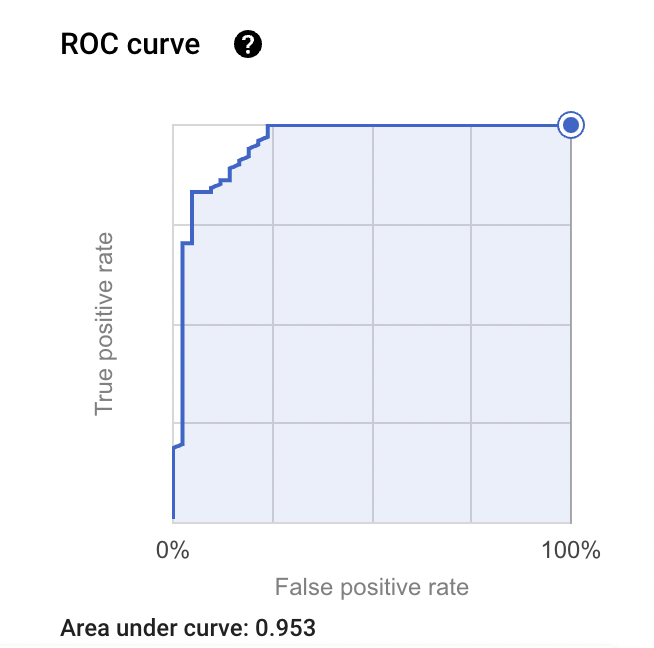 ROC curve ?
True positive rate
0% 100%
False positive rate
Area under curve: 0.953